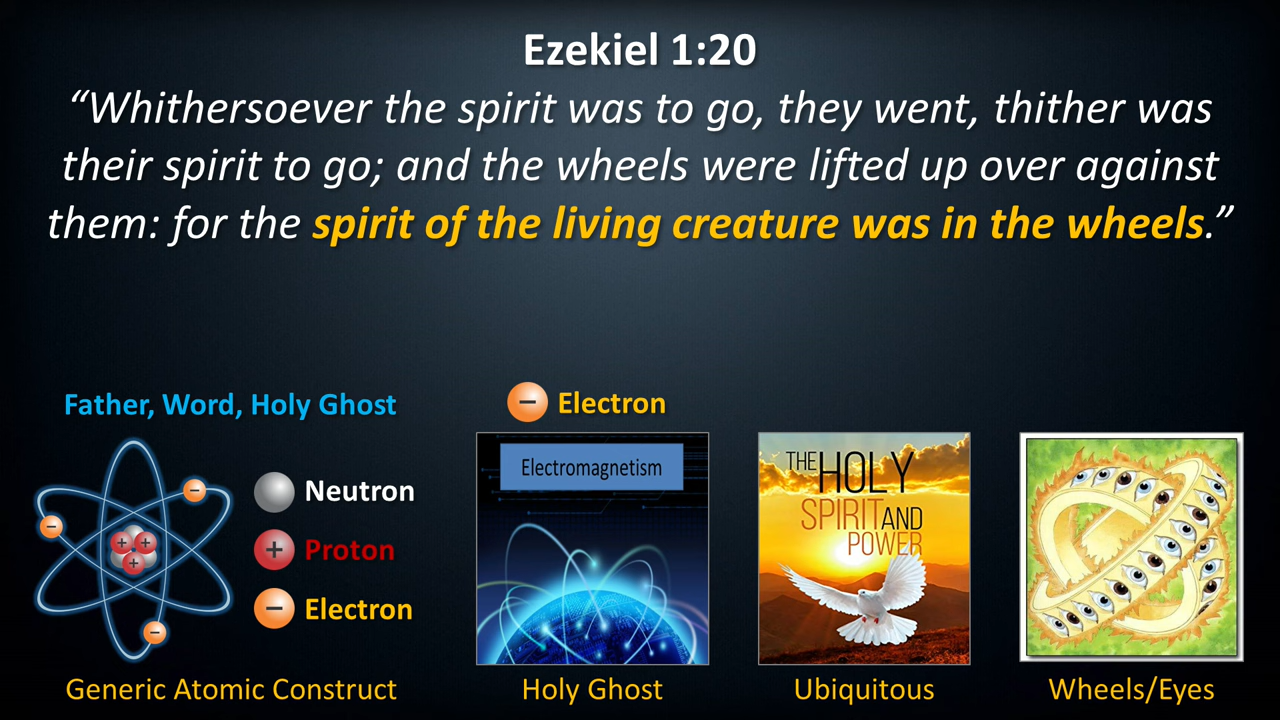 Ezekiel 1:20
“Whithersoever the spirit was to go, they went, thither was
their spirit to go; and the wheels were lifted up over against
them: for the spirit of the living creature was in the wheels.”
Father, Word, Holy Ghost
Neutron
+ Proton
− Electron
Generic Atomic Construct
− Electron
Electromagnetism
Holy Ghost
THE HOLY
SPIRIT AND
POWER
Ubiquitous
Wheels/Eyes